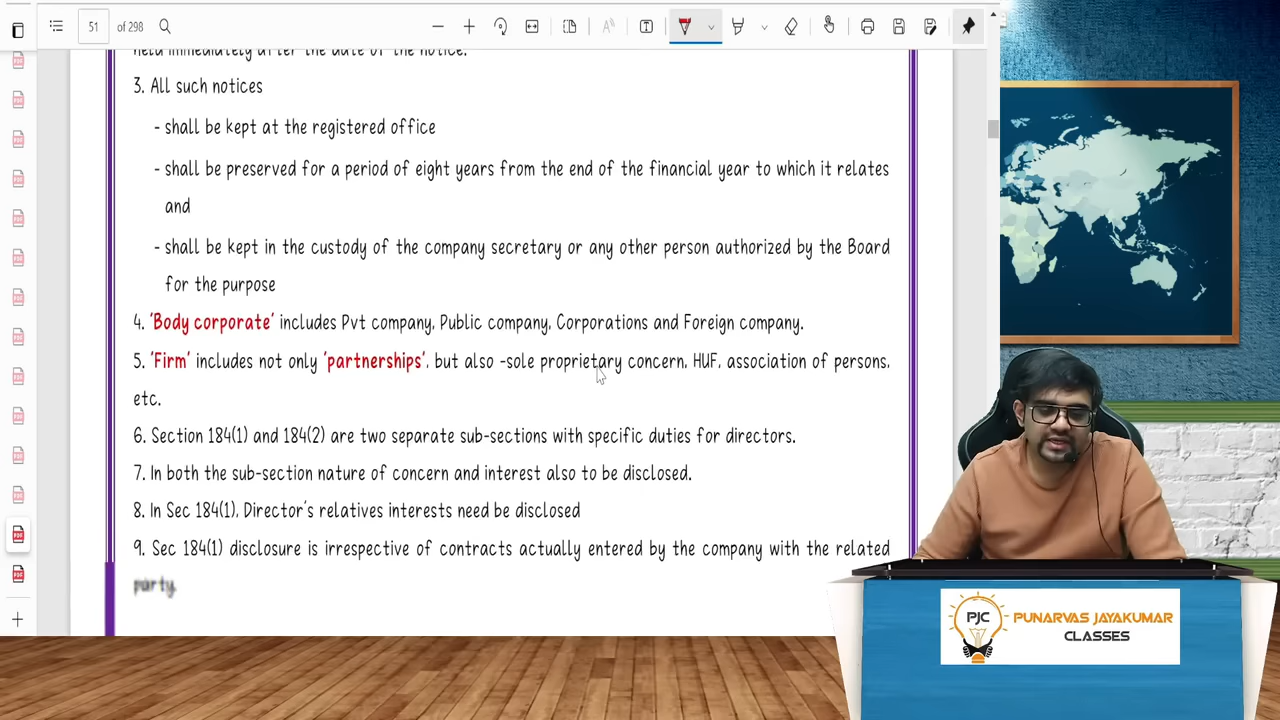 51 of 298
held immediately after the date of the notice.
3. All such notices
- shall be kept at the registered office
- shall be preserved for a period of eight years from the end of the financial year to which it relates
and
- shall be kept in the custody of the company secretary or any other person authorized by the Board
for the purpose
4. 'Body corporate' includes Pvt company, Public company, Corporations and Foreign company.
5. 'Firm' includes not only 'partnerships', but also -sole proprietary concern, HUF, association of persons,
etc.
6. Section 184(1) and 184(2) are two separate sub-sections with specific duties for directors.
7. In both the sub-section nature of concern and interest also to be disclosed.
8. In Sec 184(1), Director's relatives interests need be disclosed
9. Sec 184(1) disclosure is irrespective of contracts actually entered by the company with the related
party.
PJC
PUNARVAS JAYAKUMAR
CLASSES